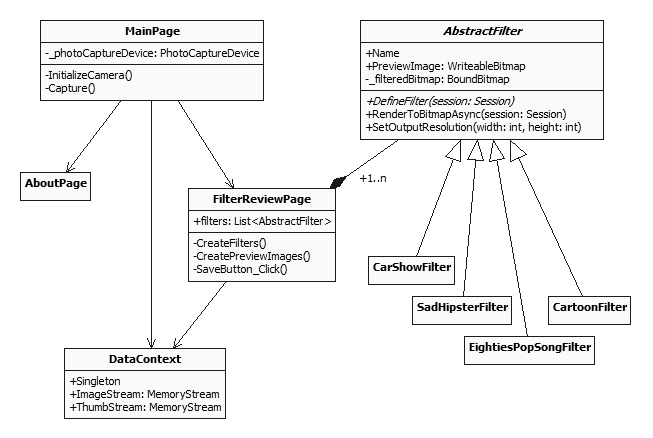 MainPage
-_photoCaptureDevice: PhotoCaptureDevice
-InitializeCamera()
-Capture()
AbstractFilter
+Name
+PreviewImage: WriteableBitmap
-_filteredBitmap: BoundBitmap
+DefineFilter(session: Session)
+RenderToBitmapAsync(session: Session)
+SetOutputResolution(width: int, height: int)
AboutPage
+1..n
FilterReviewPage
+filters: List<AbstractFilter>
-CreateFilters()
-CreatePreviewImages()
-SaveButton_Click()
CarShowFilter
SadHipsterFilter
CartoonFilter
EightiesPopSongFilter
DataContext
+Singleton
+ImageStream: MemoryStream
+ThumbStream: MemoryStream